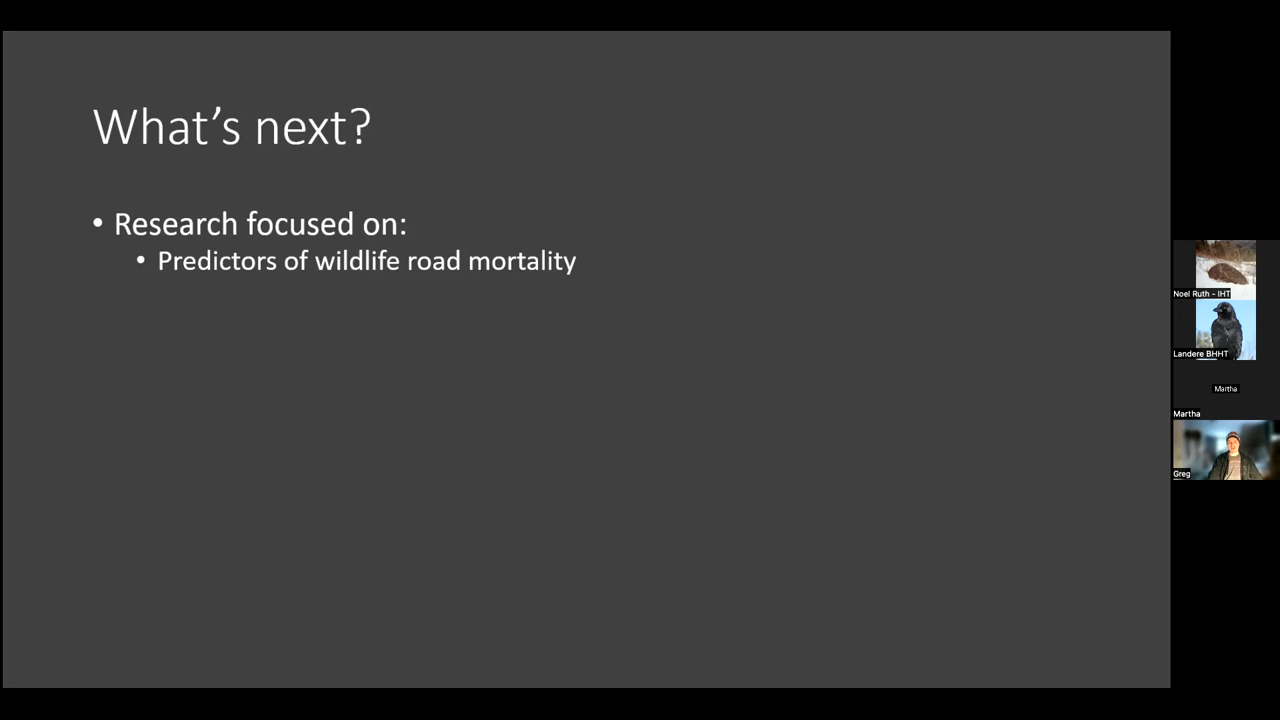 What's next?
• Research focused on:
• Predictors of wildlife road mortality
Noel Ruth - IHT
Landere BHHT
Martha
Martha
Greg